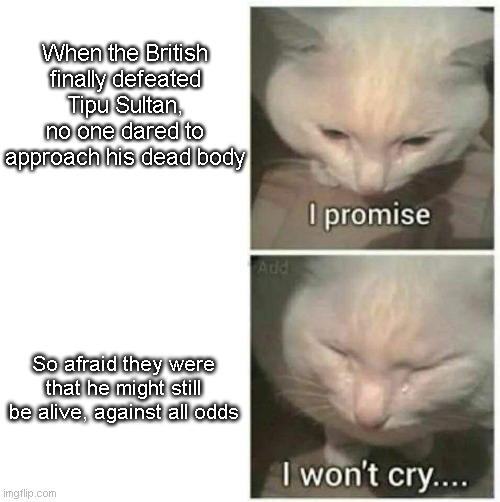 When the British
finally defeated
Tipu Sultan,
no one dared to
approach his dead body
I promise
Add
So afraid they were
that he might still
be alive, against all odds
I won't cry....
imgflip.com